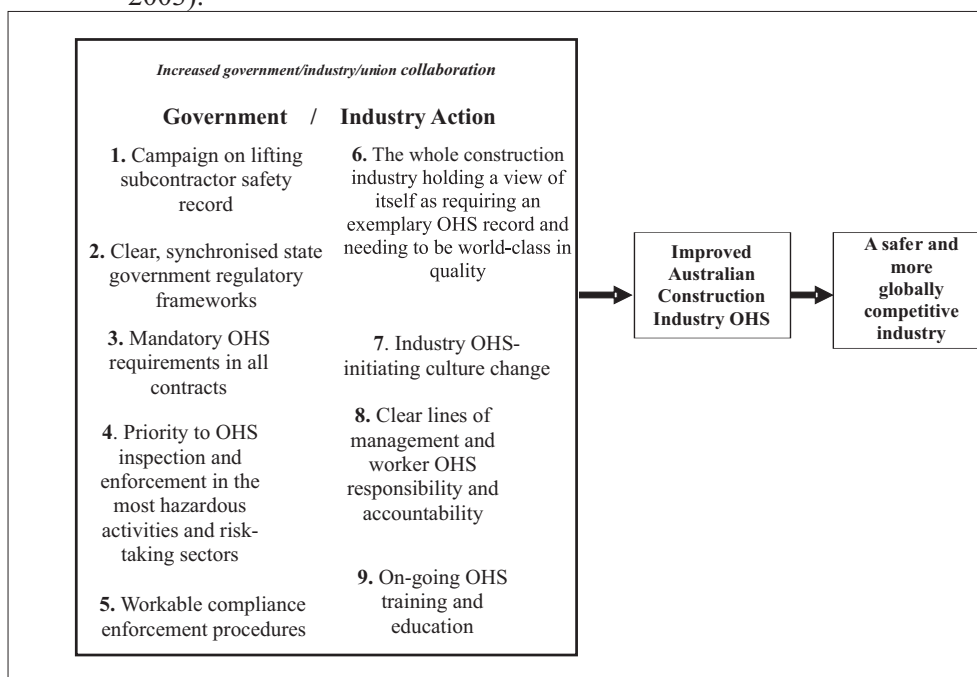 2003).
Increased government/industry/union collaboration
Government / Industry Action
1. Campaign on lifting
subcontractor safety
record
2. Clear, synchronised state
government regulatory
frameworks
3. Mandatory OHS
requirements in all
contracts
4. Priority to OHS
inspection and
enforcement in the
most hazardous
activities and risk-
taking sectors
5. Workable compliance
enforcement procedures
6. The whole construction
industry holding a view of
itself as requiring an
exemplary OHS record and
needing to be world-class in
quality
7. Industry OHS-
initiating culture change
8. Clear lines of
management and
worker OHS
responsibility and
accountability
9. On-going OHS
training and
education
Improved
Australian
Construction
Industry OHS
A safer and
more
globally
competitive
industry